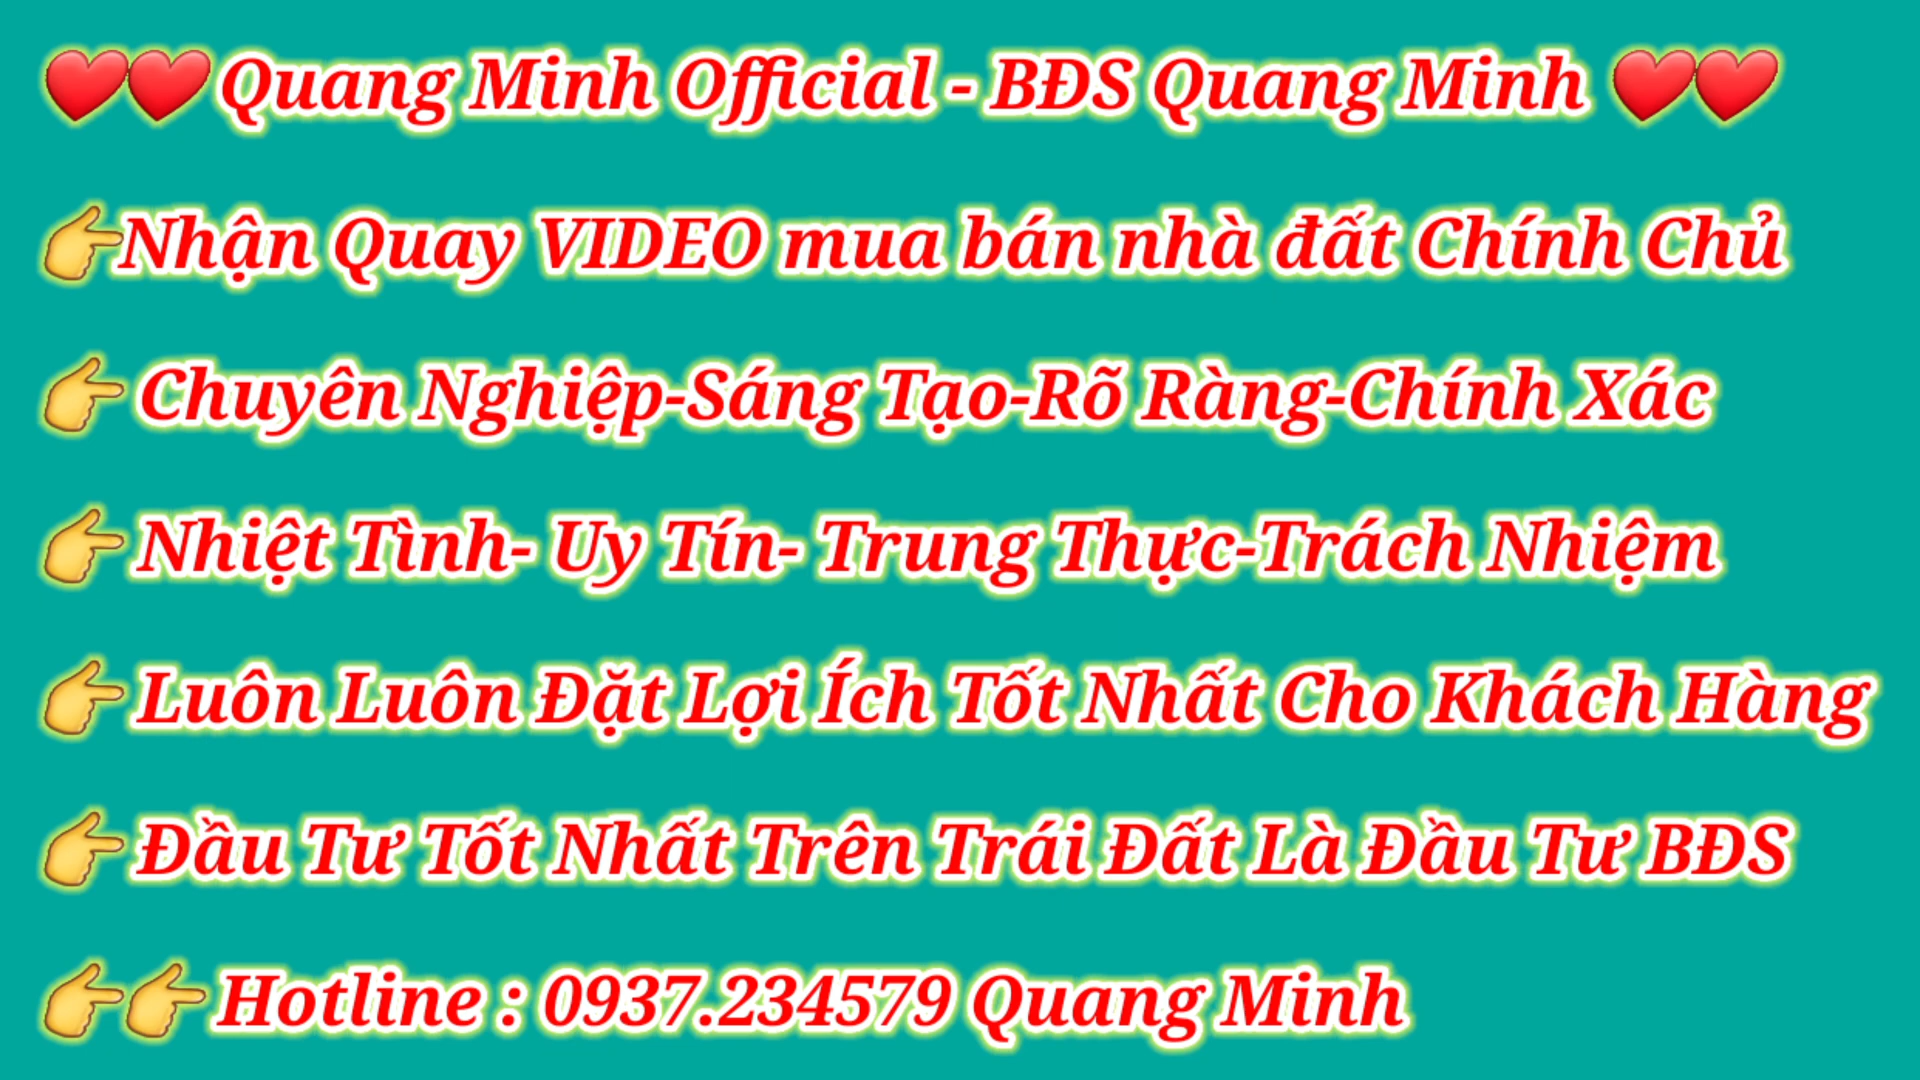 ❤️❤️ Quang Minh Official - BĐS Quang Minh ❤️❤️
👉Nhận Quay VIDEO mua bán nhà đất Chính Chủ
👉 Chuyên Nghiệp-Sáng Tạo-Rõ Ràng-Chính Xác
👉 Nhiệt Tình- Uy Tín- Trung Thực-Trách Nhiệm
👉 Luôn Luôn Đặt Lợi Ích Tốt Nhất Cho Khách Hàng
👉 Đầu Tư Tốt Nhất Trên Trái Đất Là Đầu Tư BĐS
👉👉 Hotline : 0937.234579 Quang Minh